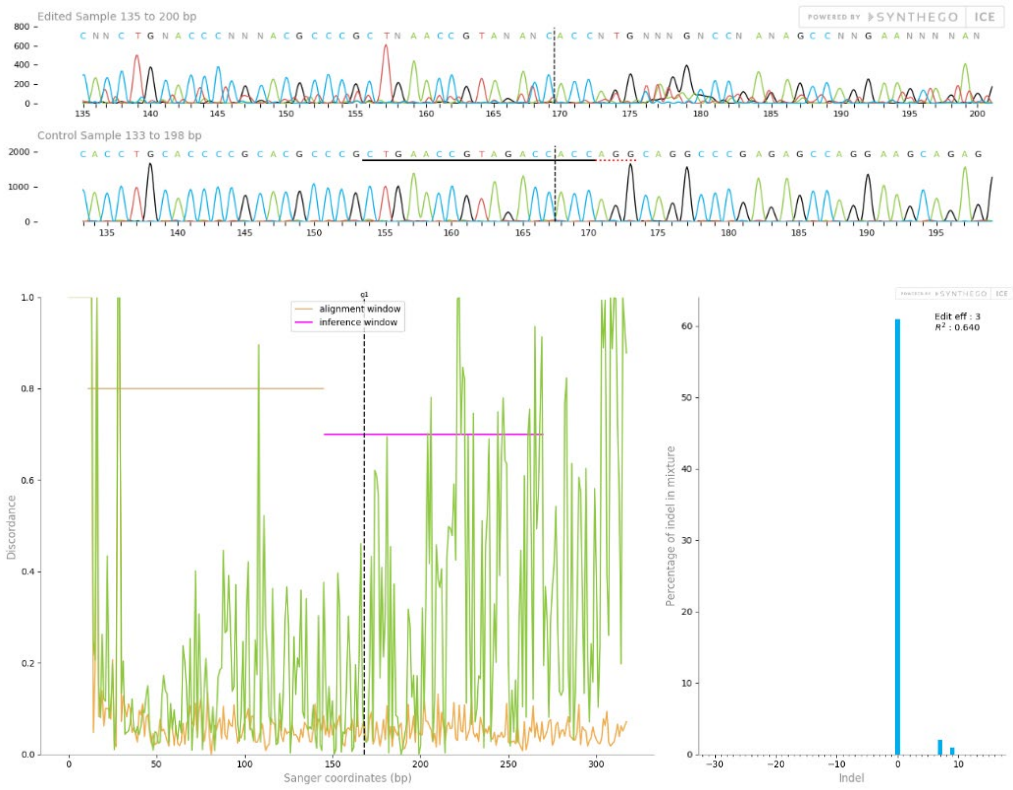 Edited Sample 135 to 200 bp
POWERED BY SYNTHEGO ICE
C N N C T G N A C C C N N N A C G C C C G C T N A A C C G T A N A N C A C C N T G N N N G N C C N A N A G C C N N G A A N N N N A N
800
600
400
200
0
135 140 145 150 155 160 165 170 175 180 185 190 195 200
Control Sample 133 to 198 bp
C A C C T G C A C C C C G C A C G C C C G C T G A A C C G T A G A C C A C C A G G C A G G C C C G A G A G C C A G G A A G C A G A G
2000
1000
0
135 140 145 150 155 160 165 170 175 180 185 190 195
g1
alignment window
inference window
1.0
0.8
0.6
0.4
0.2
0.0
Discordance
0 50 100 150 200 250 300
Sanger coordinates (bp)
POWERED BY SYNTHEGO ICE
Edit eff : 3
R² : 0.640
60
50
40
30
20
10
0
Percentage of indel in mixture
−30 −20 −10 0 10
Indel